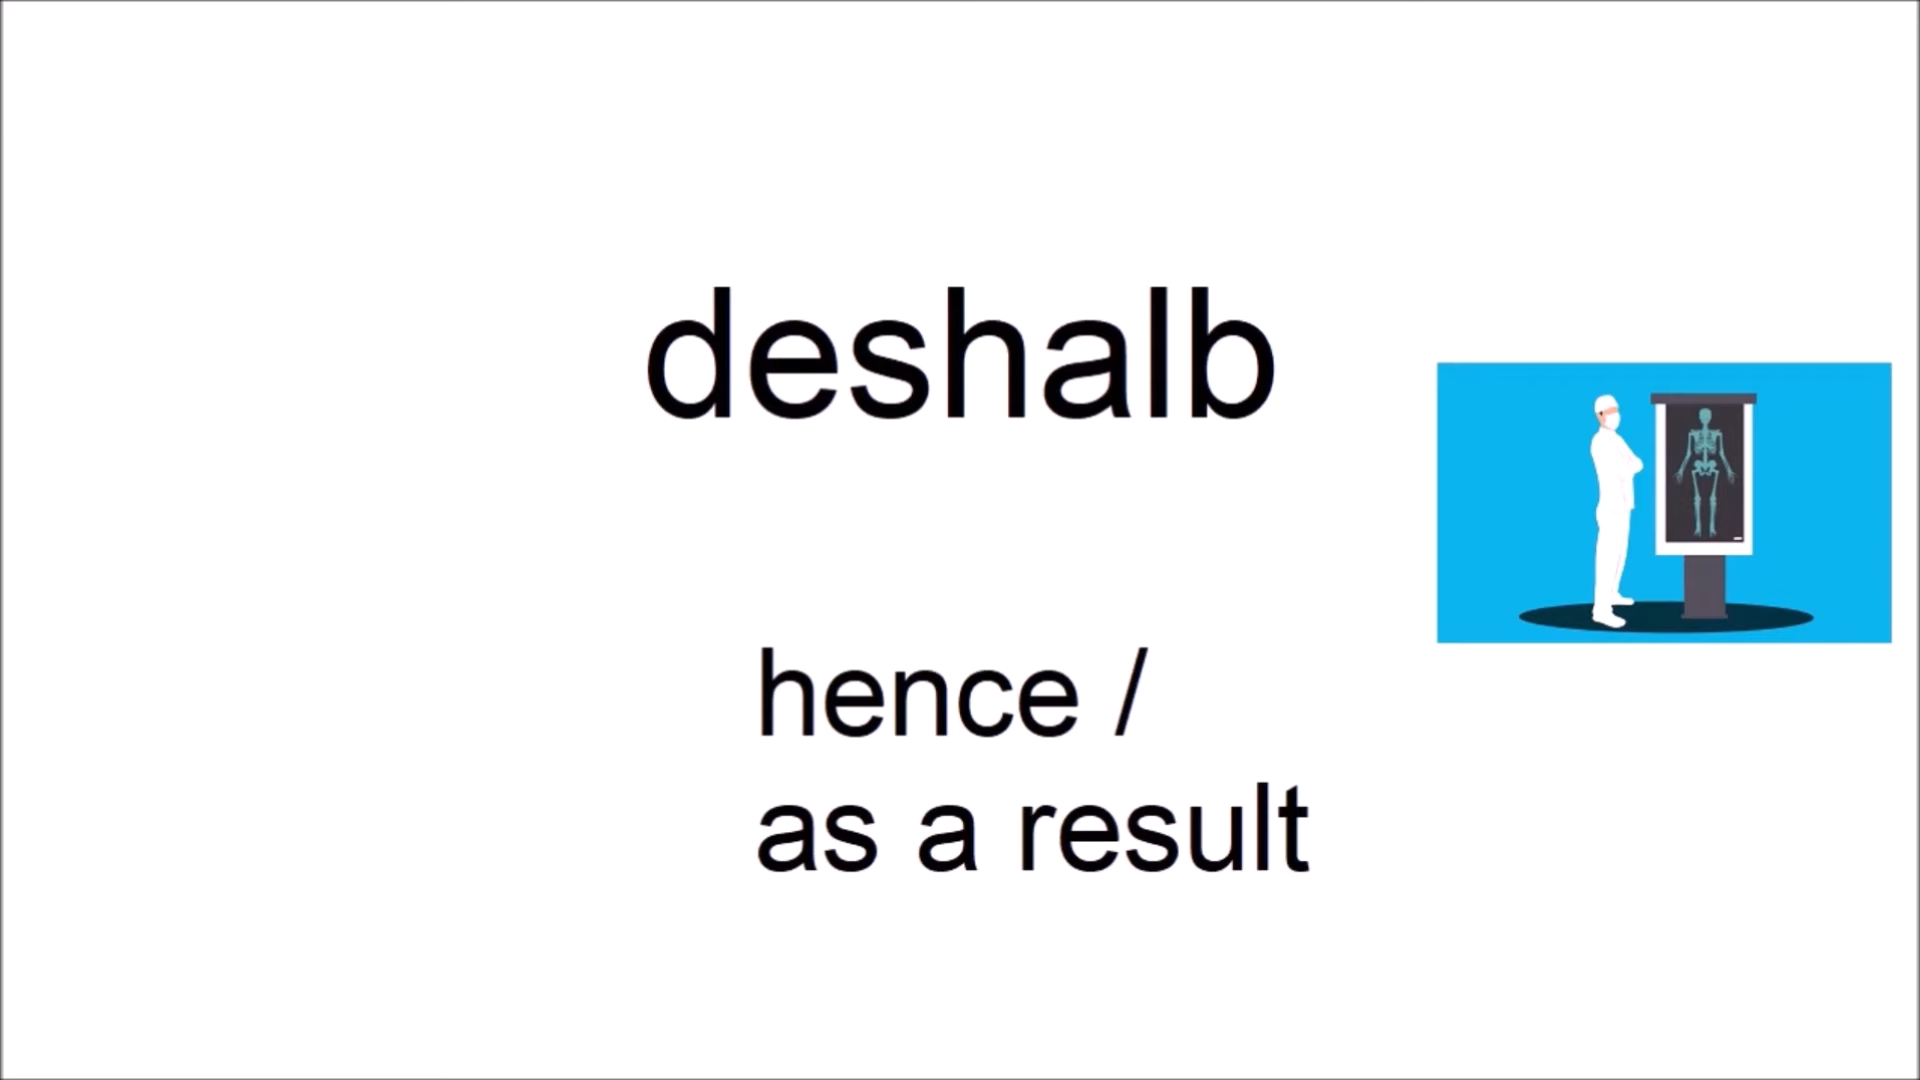 deshalb
hence /
as a result